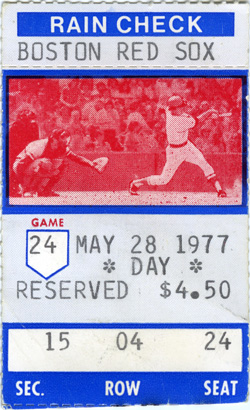 RAIN CHECK
BOSTON RED SOX
GAME
24 MAY 28 1977
* DAY *
RESERVED $4.50
15 04 24
SEC. ROW SEAT